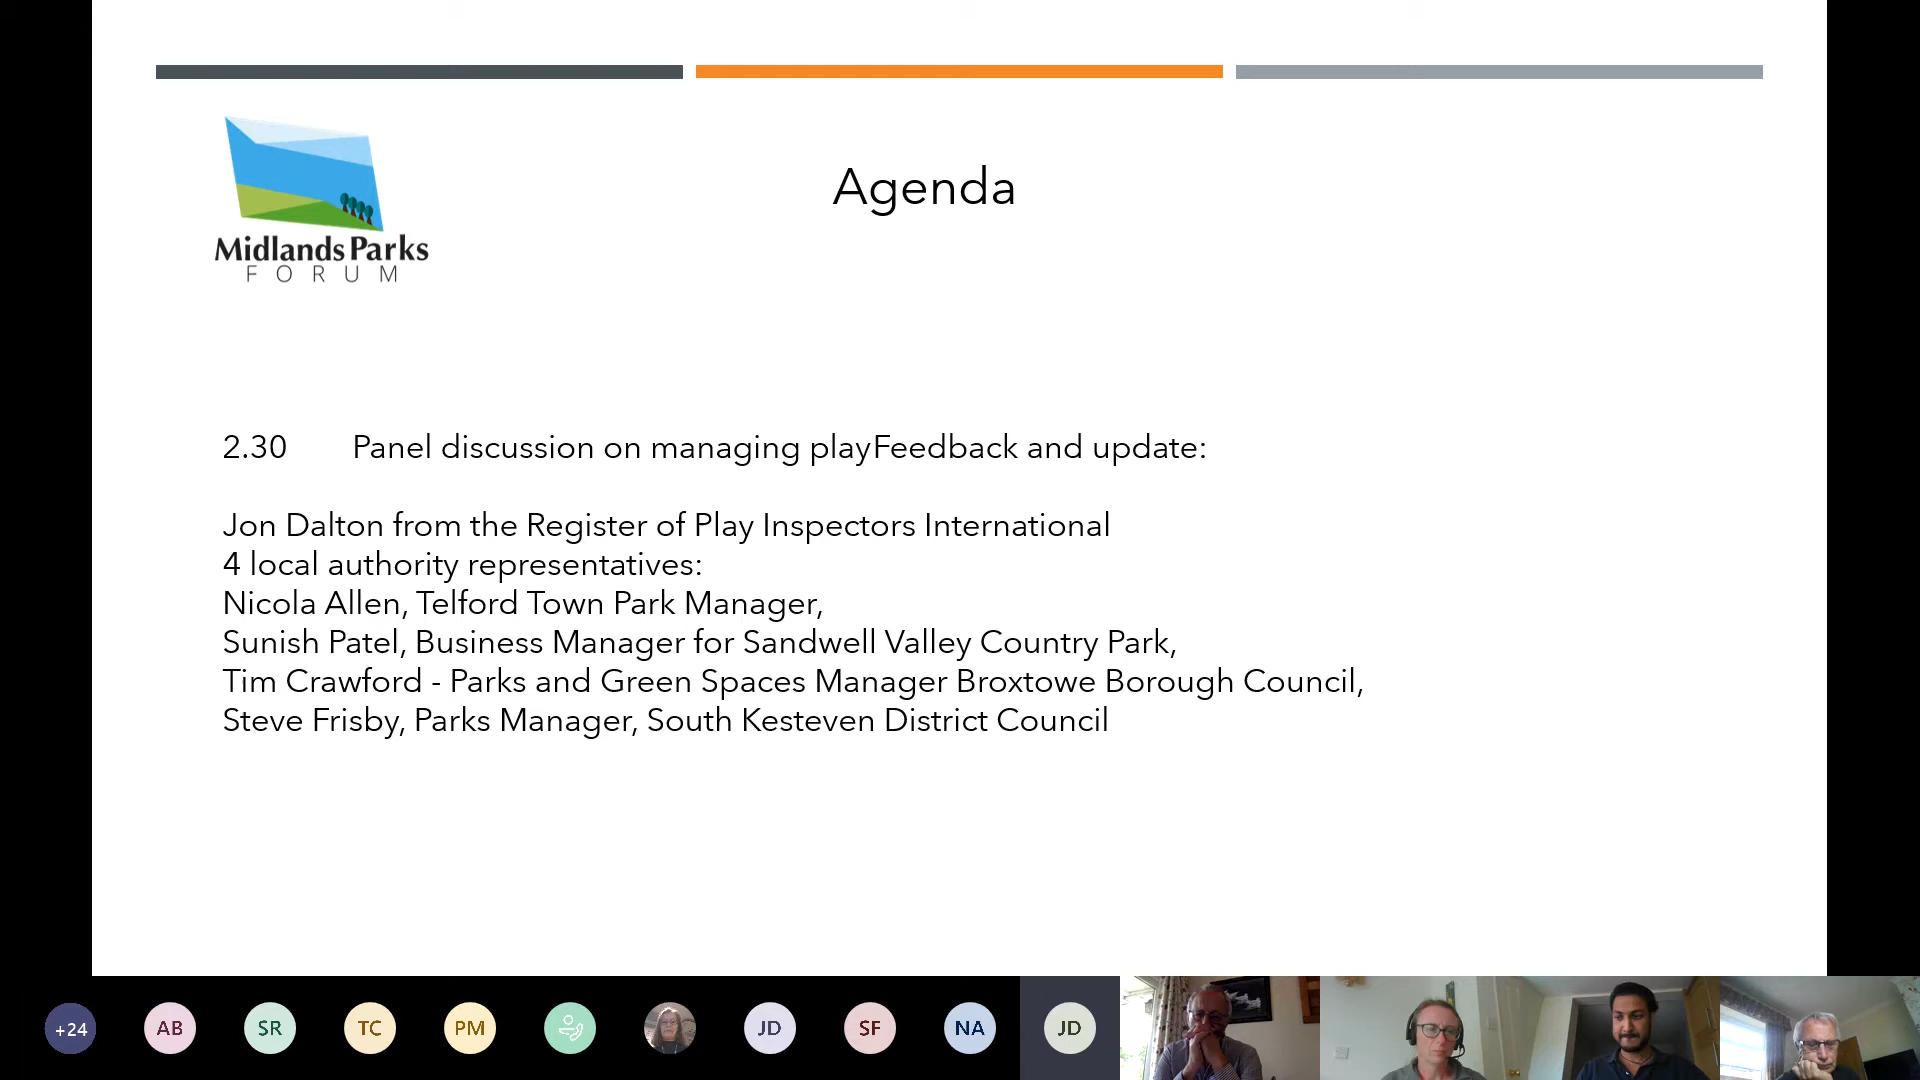 Midlands Parks
FORUM
Agenda
2.30 Panel discussion on managing playFeedback and update:
Jon Dalton from the Register of Play Inspectors International
4 local authority representatives:
Nicola Allen, Telford Town Park Manager,
Sunish Patel, Business Manager for Sandwell Valley Country Park,
Tim Crawford - Parks and Green Spaces Manager Broxtowe Borough Council,
Steve Frisby, Parks Manager, South Kesteven District Council
+24 AB SR TC PM JD SF NA JD